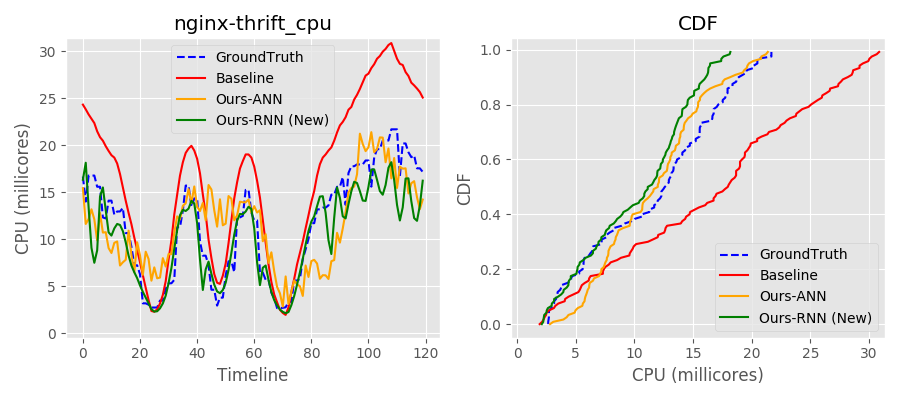 nginx-thrift_cpu
CPU (millicores)
30
25
20
15
10
5
0
GroundTruth
Baseline
Ours-ANN
Ours-RNN (New)
0 20 40 60 80 100 120
Timeline
CDF
CDF
1.0
0.8
0.6
0.4
0.2
0.0
GroundTruth
Baseline
Ours-ANN
Ours-RNN (New)
0 5 10 15 20 25 30
CPU (millicores)